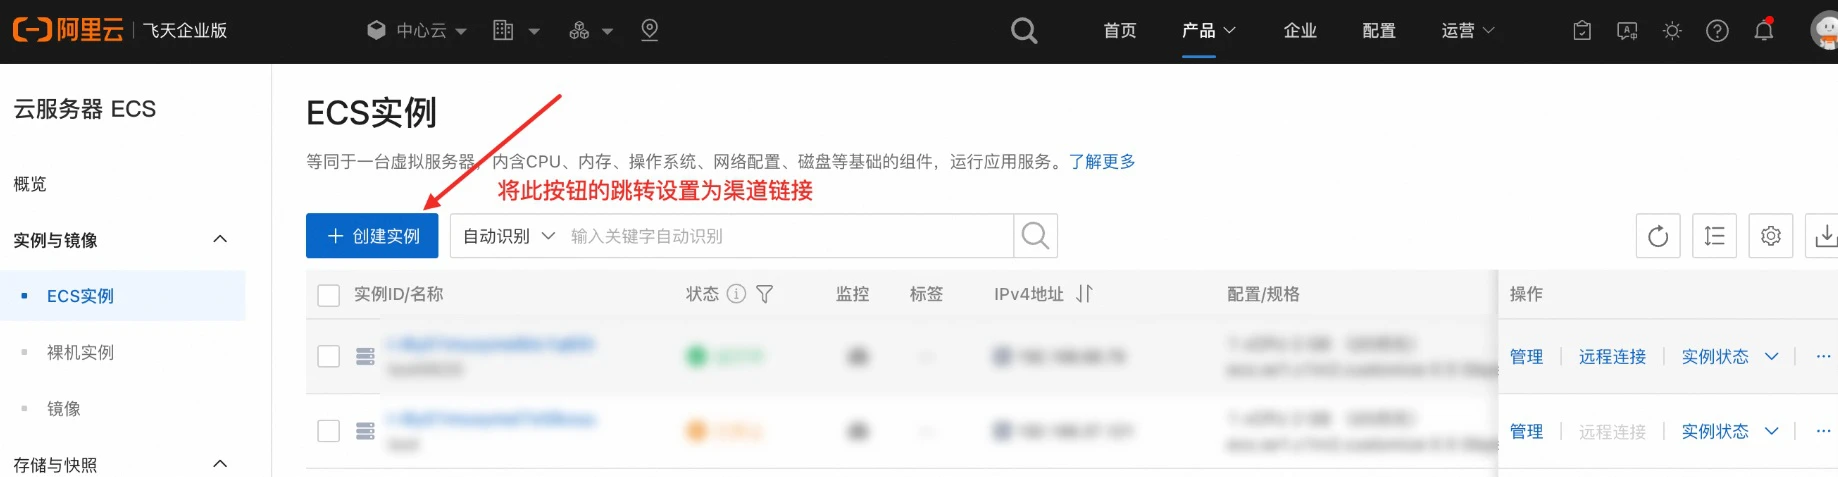 阿里云 飞天企业版 中心云 首页 产品 企业 配置 运营
云服务器 ECS
ECS实例
等同于一台虚拟服务器，内含CPU、内存、操作系统、网络配置、磁盘等基础的组件，运行应用服务。了解更多
概览
将此按钮的跳转设置为渠道链接
实例与镜像
创建实例 自动识别 输入关键字自动识别
ECS实例
实例ID/名称 状态 监控 标签 IPv4地址 配置/规格 操作
裸机实例
管理 远程连接 实例状态 ...
镜像
管理 远程连接 实例状态 ...
存储与快照